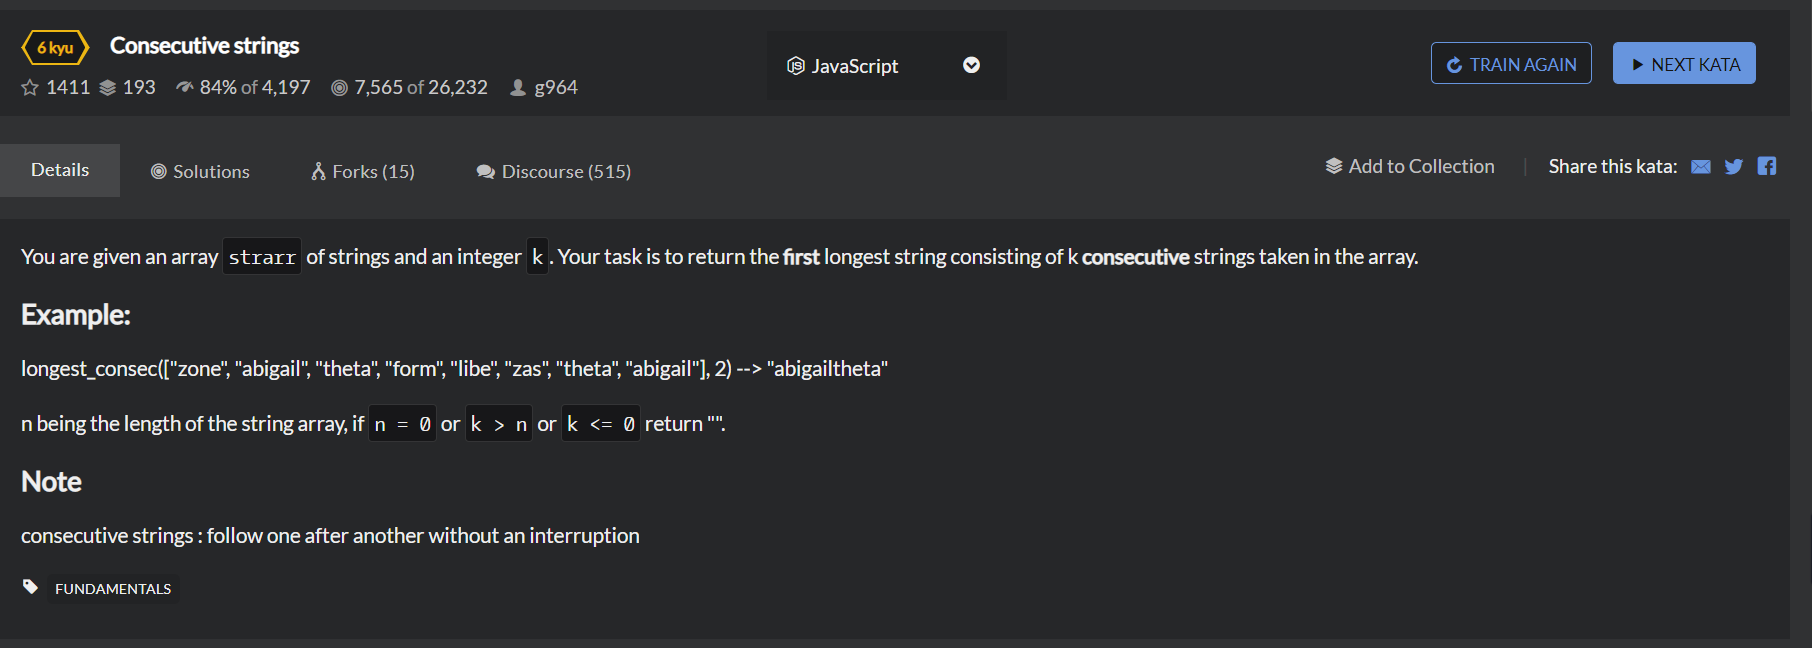 6 kyu Consecutive strings
1411 193 84% of 4,197 7,565 of 26,232 g964
JavaScript
TRAIN AGAIN
NEXT KATA
Details Solutions Forks (15) Discourse (515)
Add to Collection | Share this kata:
You are given an array strarr of strings and an integer k. Your task is to return the first longest string consisting of k consecutive strings taken in the array.
Example:
longest_consec(["zone", "abigail", "theta", "form", "libe", "zas", "theta", "abigail"], 2) --> "abigailtheta"
n being the length of the string array, if n = 0 or k > n or k <= 0 return "".
Note
consecutive strings : follow one after another without an interruption
FUNDAMENTALS